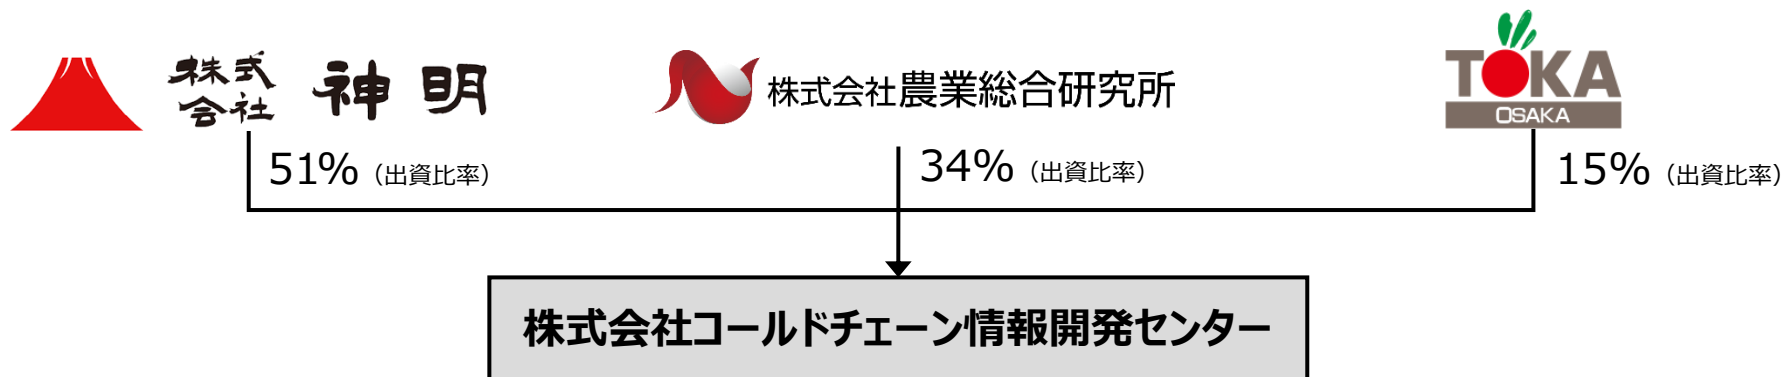 株式会社 神明
株式会社農業総合研究所
TOKA
OSAKA
51%（出資比率）
34%（出資比率）
15%（出資比率）
株式会社コールドチェーン情報開発センター